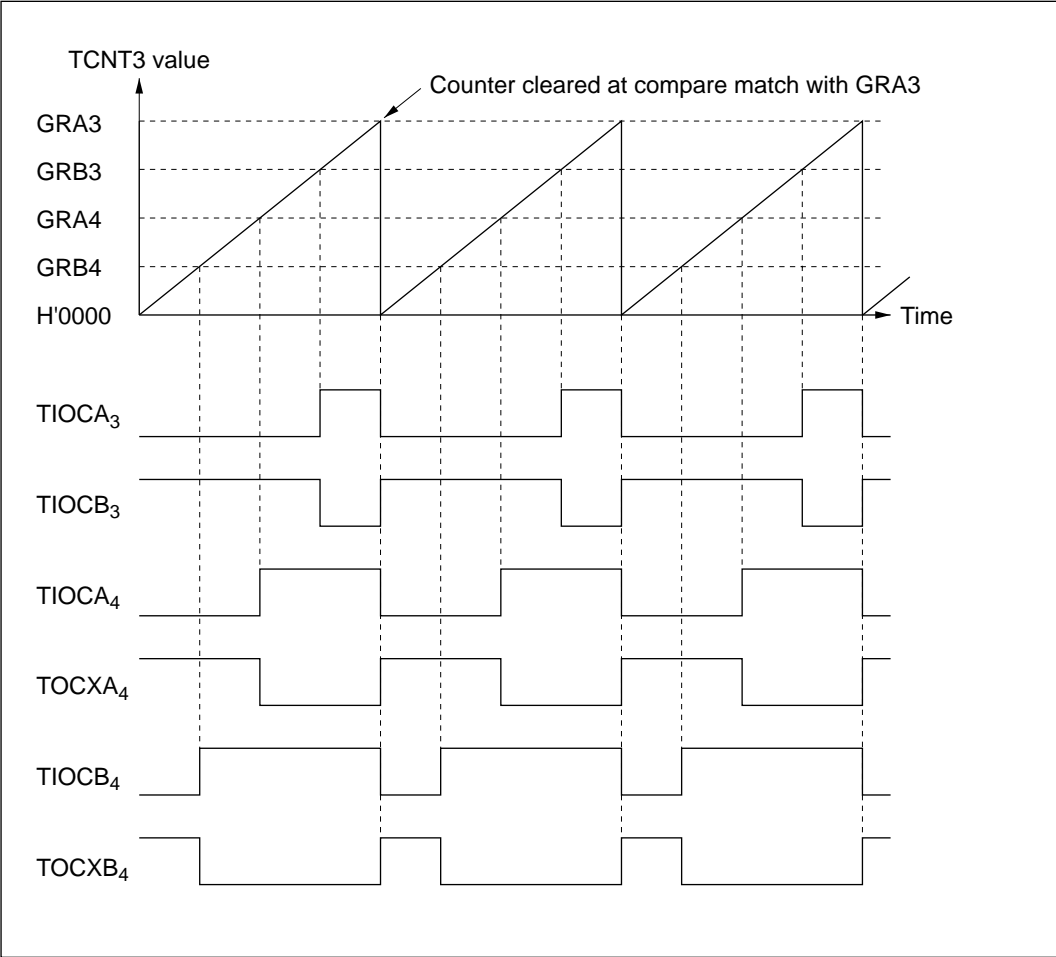 TCNT3 value
Counter cleared at compare match with GRA3
GRA3
GRB3
GRA4
GRB4
H'0000
Time
TIOCA3
TIOCB3
TIOCA4
TOCXA4
TIOCB4
TOCXB4